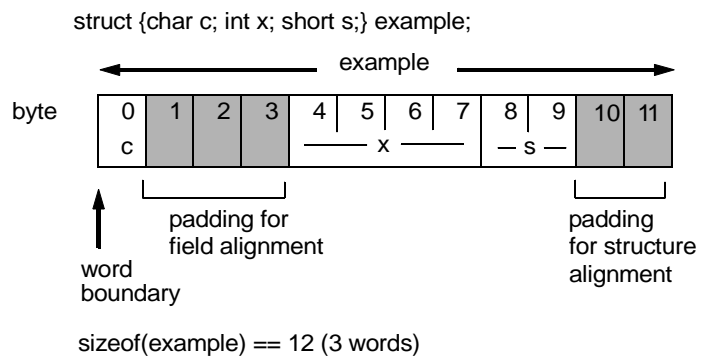 struct {char c; int x; short s;} example;
example
byte 0 1 2 3 4 5 6 7 8 9 10 11
c x s
padding for
field alignment
padding
for structure
alignment
word
boundary
sizeof(example) == 12 (3 words)